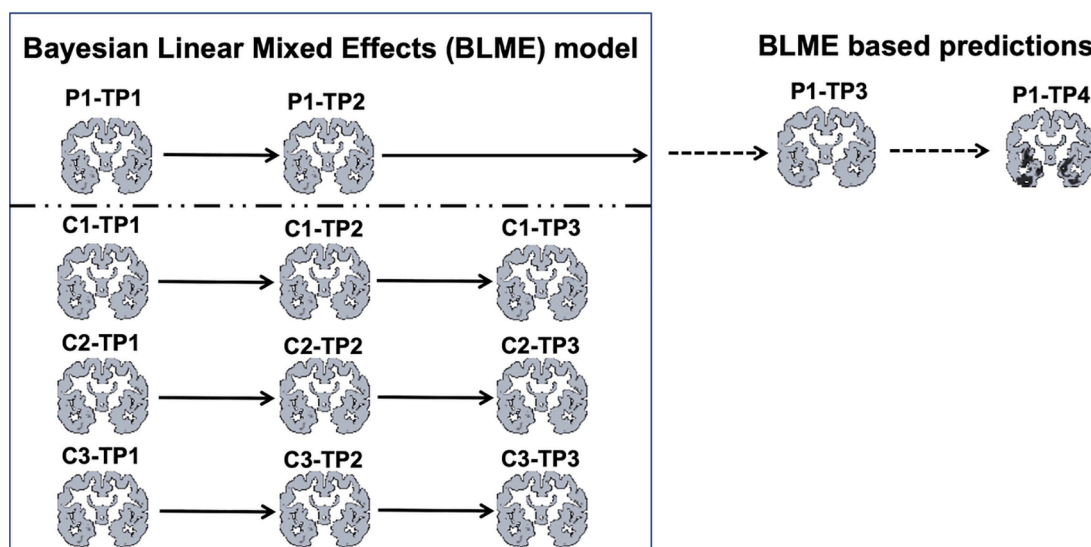 Bayesian Linear Mixed Effects (BLME) model
BLME based predictions
P1-TP1
P1-TP2
P1-TP3
P1-TP4
C1-TP1
C1-TP2
C1-TP3
C2-TP1
C2-TP2
C2-TP3
C3-TP1
C3-TP2
C3-TP3